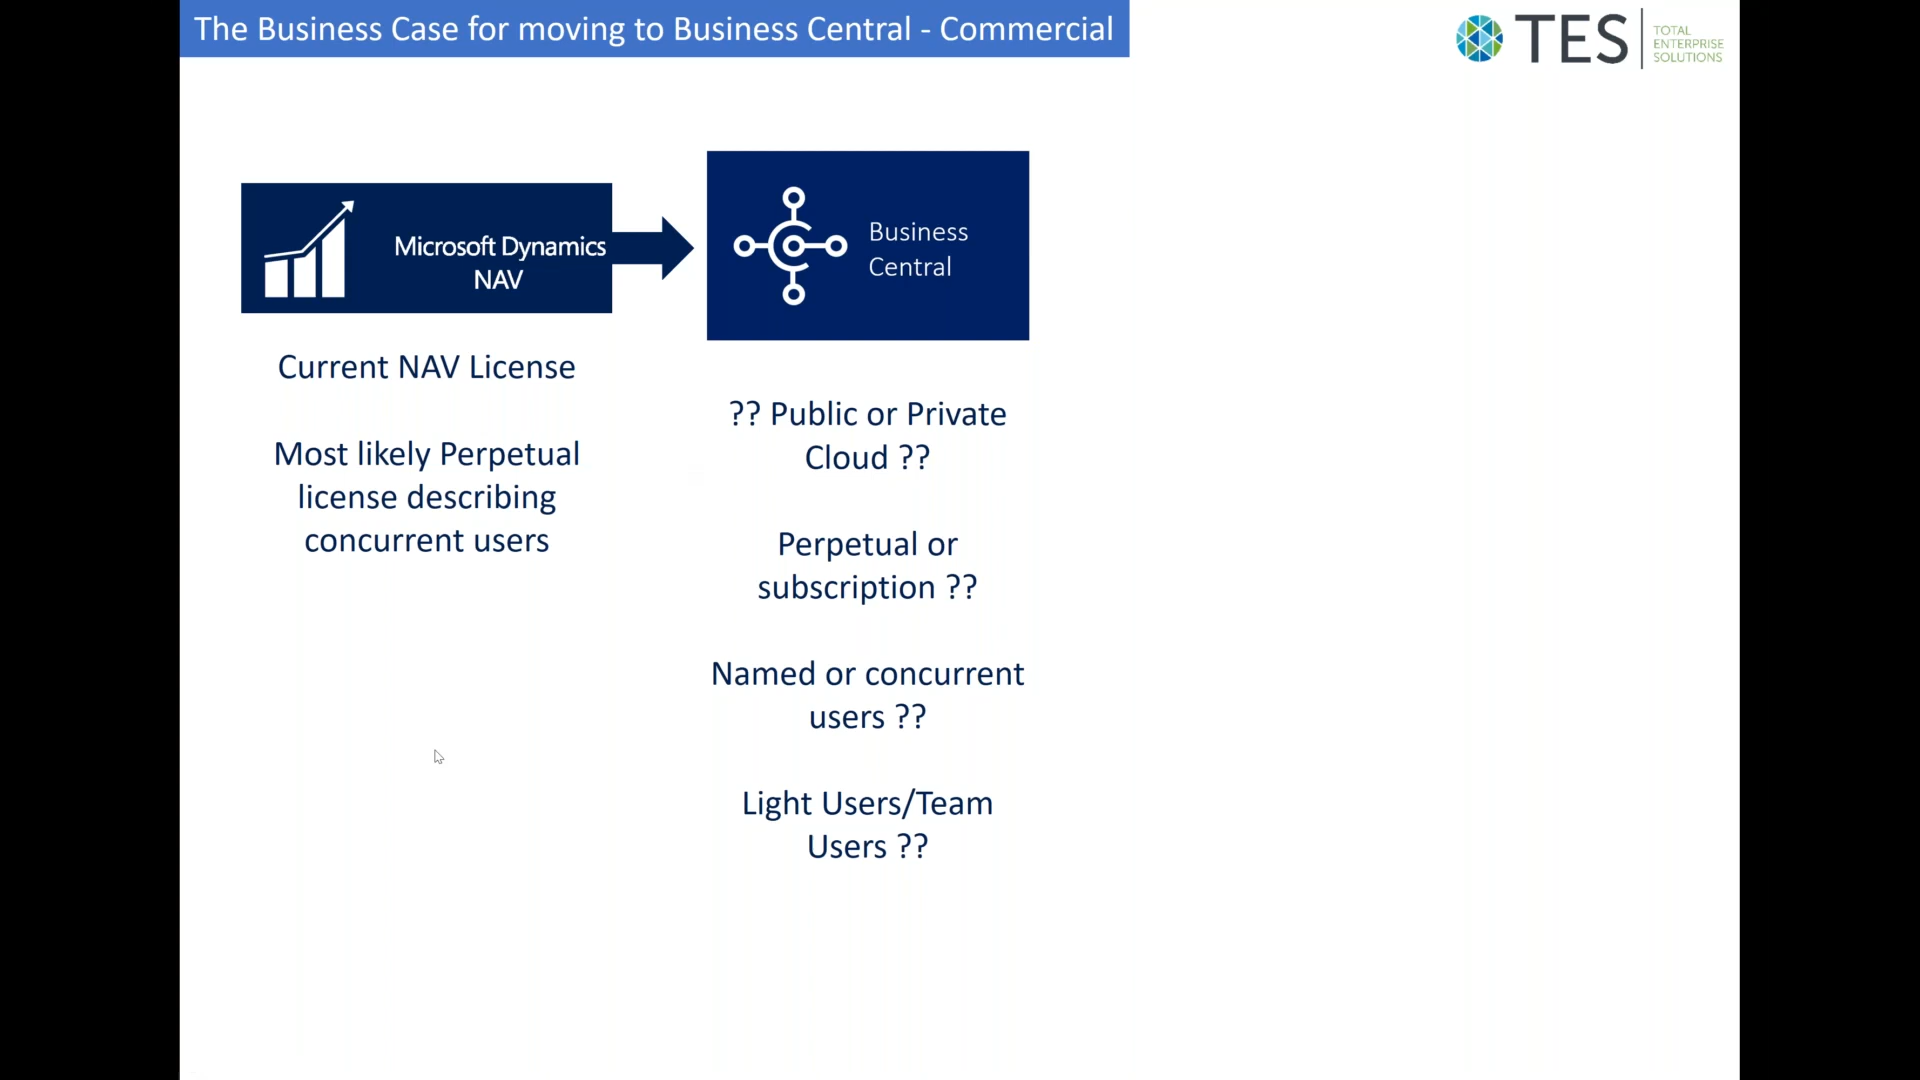 The Business Case for moving to Business Central - Commercial
TES
TOTAL
ENTERPRISE
SOLUTIONS
Microsoft Dynamics
NAV
Business
Central
Current NAV License
Most likely Perpetual
license describing
concurrent users
?? Public or Private
Cloud ??
Perpetual or
subscription ??
Named or concurrent
users ??
Light Users/Team
Users ??